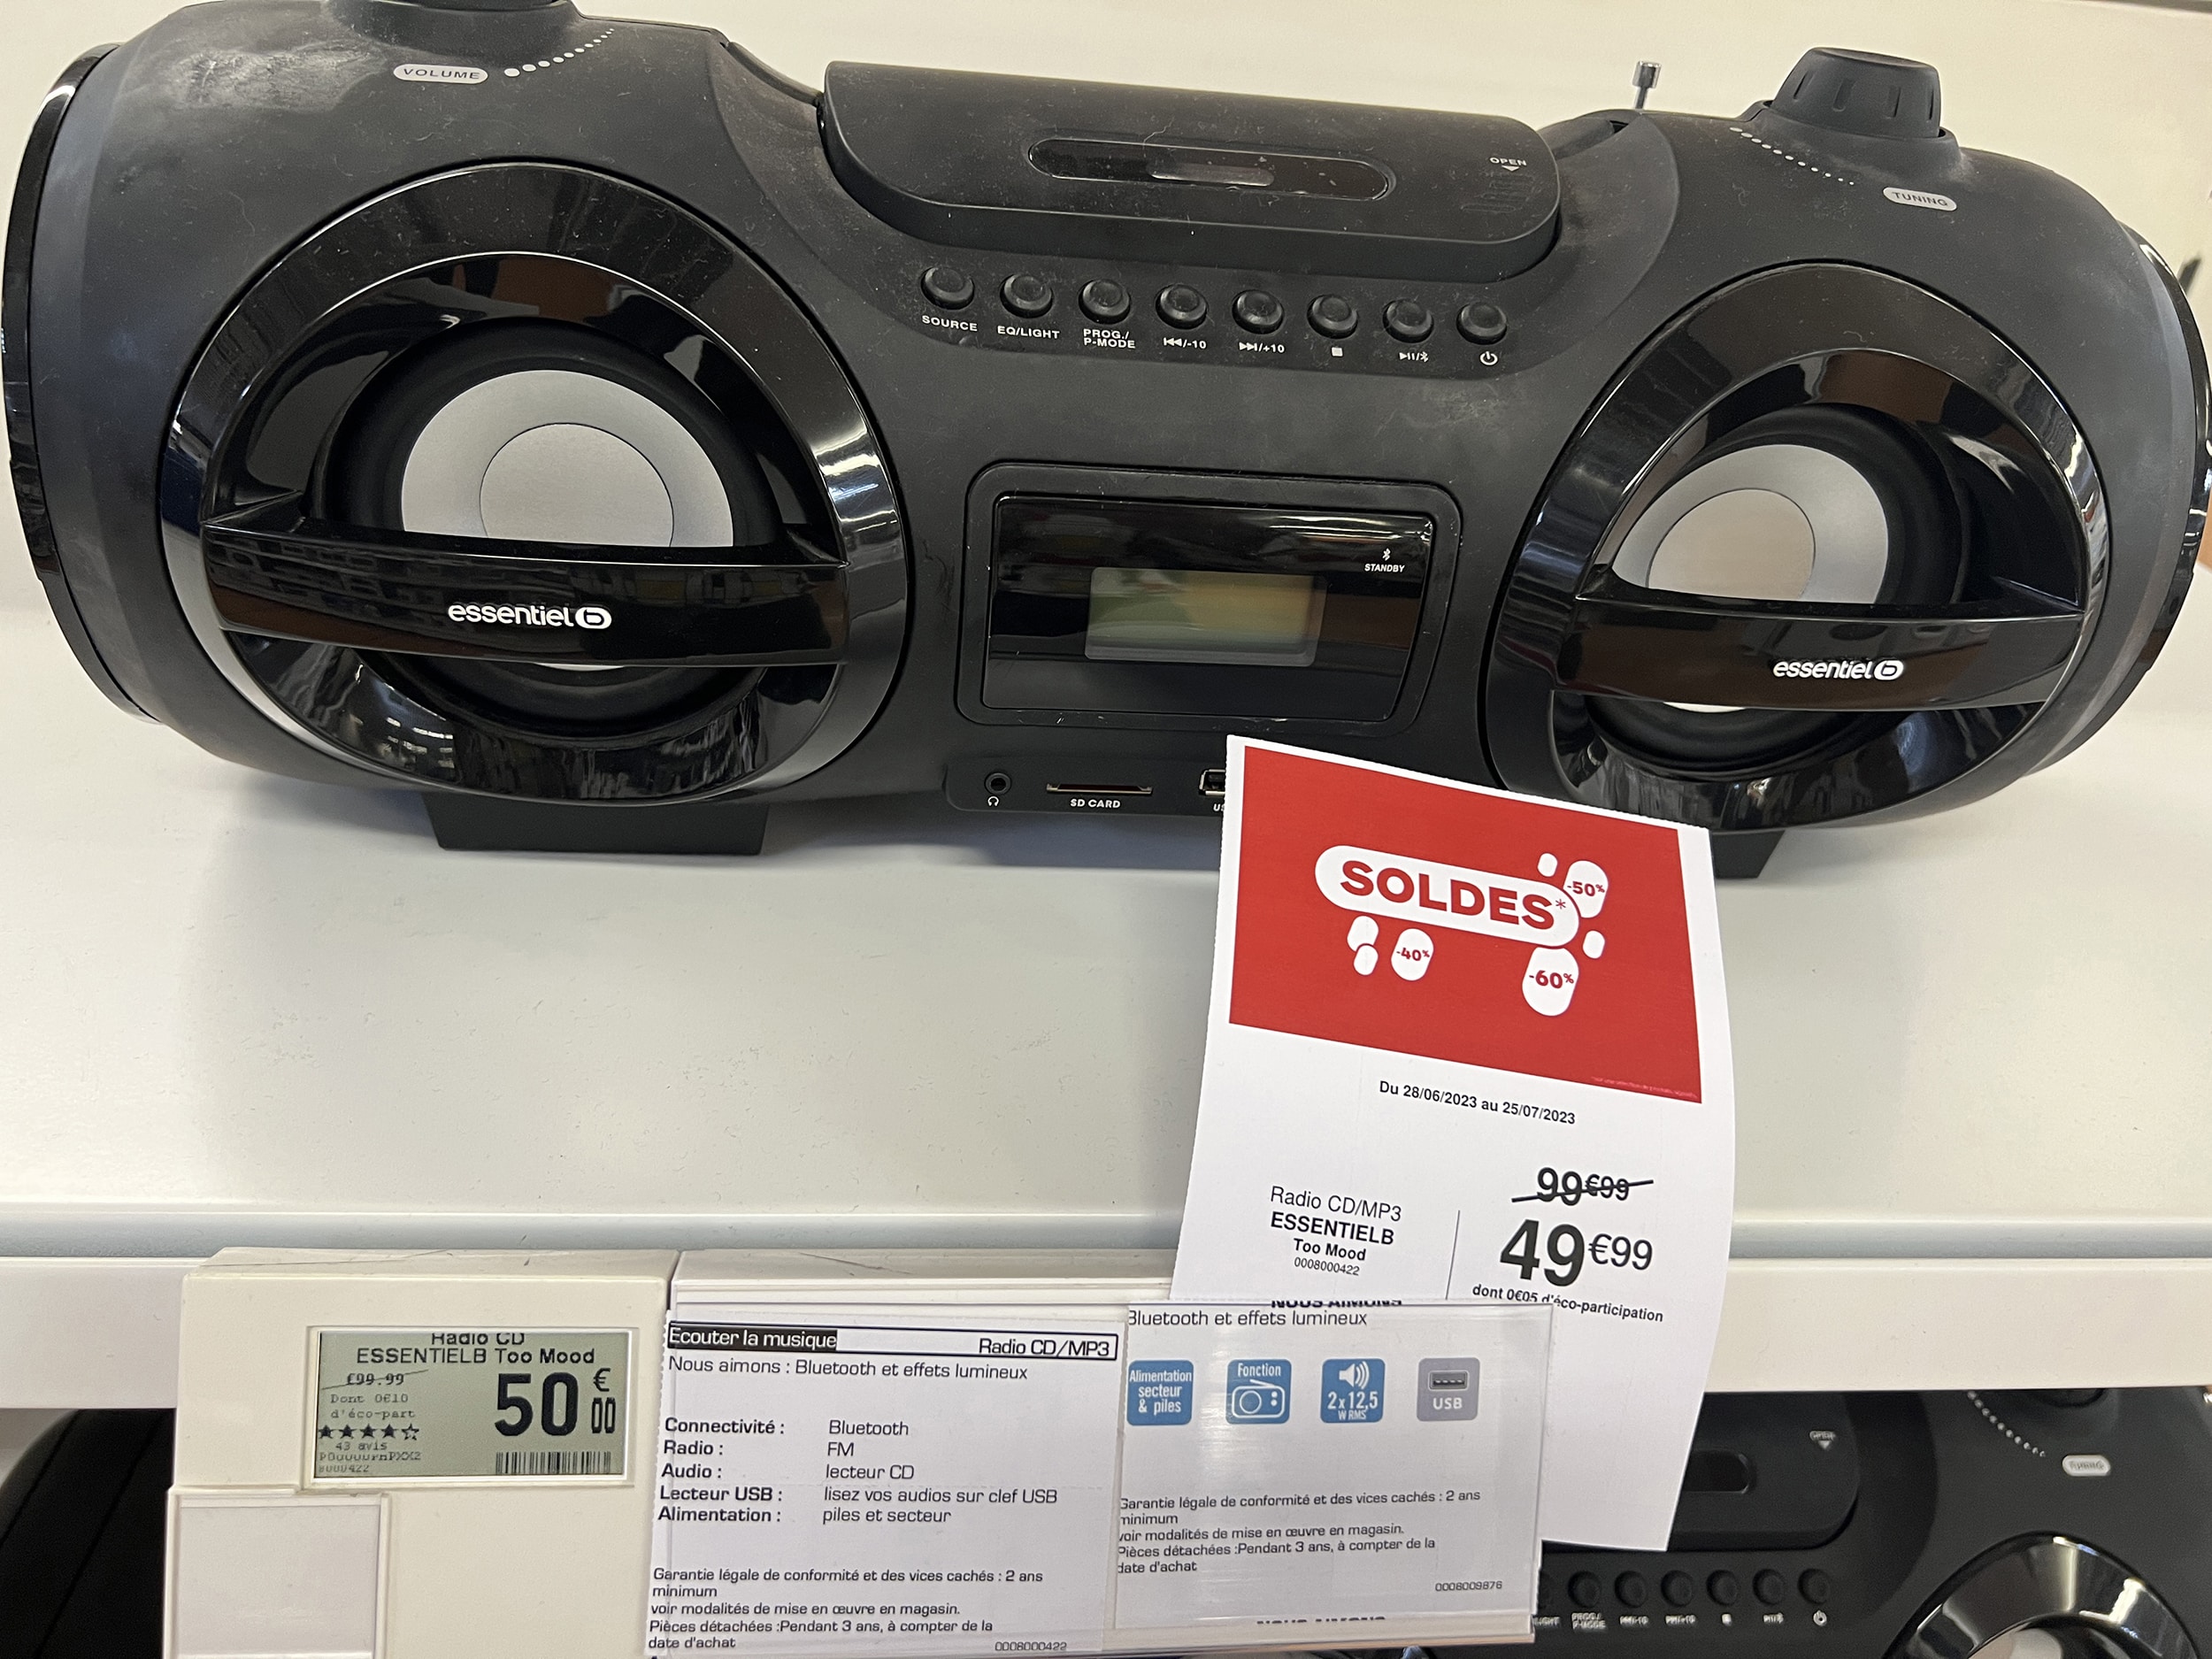 VOLUME
OPEN
TUNING
SOURCE
EQ/LIGHT
PROG./
P-MODE
/-10
/+10
STANDBY
essentiel b
essentiel b
SD CARD
SOLDES*
-50%
-40%
-60%
Du 28/06/2023 au 25/07/2023
99€99
Radio CD/MP3
ESSENTIELB
Too Mood
0008000422
49€99
dont 0€05 d'éco-participation
Radio CD
ESSENTIELB Too Mood
£99.99
Dont 0€10
d'éco-part
43 avis
50 € 00
Ecouter la musique
Radio CD/MP3
Nous aimons : Bluetooth et effets lumineux
Connectivité : Bluetooth
Radio : FM
Audio : lecteur CD
Lecteur USB : lisez vos audios sur clef USB
Alimentation : piles et secteur
Garantie légale de conformité et des vices cachés : 2 ans
minimum
voir modalités de mise en œuvre en magasin.
Pièces détachées :Pendant 3 ans, à compter de la
date d'achat
0008000422
NOUS AIMONS
Bluetooth et effets lumineux
Alimentation
secteur
& piles
Fonction
2x12,5
W RMS
USB
Garantie légale de conformité et des vices cachés : 2 ans
minimum
voir modalités de mise en œuvre en magasin.
Pièces détachées :Pendant 3 ans, à compter de la
date d'achat
0008009876
NOUS AIMONS
OPEN
TUNING
PROG./
P-MODE